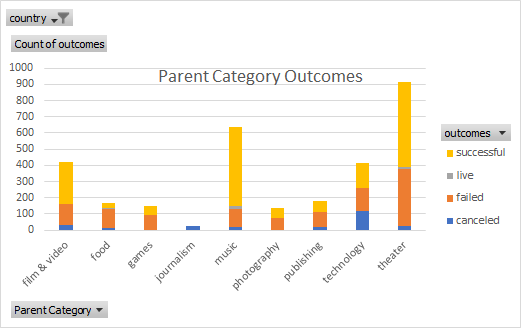 country
Count of outcomes
Parent Category Outcomes
1000
900
800
700
600
500
400
300
200
100
0
film & video
food
games
journalism
music
photography
publishing
technology
theater
outcomes
successful
live
failed
canceled
Parent Category